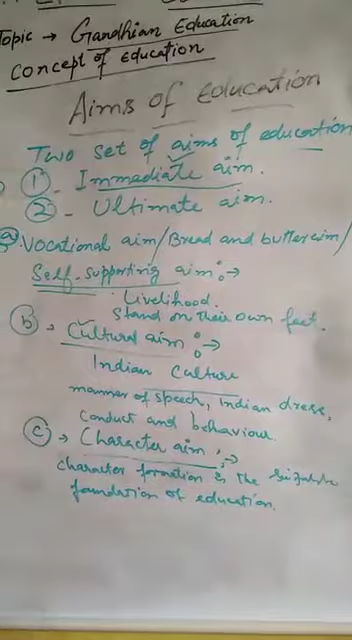 Topic → Gandhian Education
Concept of education
Aims of Education
Two set of aims of education
① - Immediate aim.
② - Ultimate aim.
ⓐ. Vocational aim/Bread and butter aim/
Self-supporting aim :→
Livelihood.
Stand on their own feet.
ⓑ → Cultural aim :→
Indian Culture
manner of speech, Indian dress,
conduct and behaviour.
ⓒ → Character aim :→
character formation is the
foundation of education.